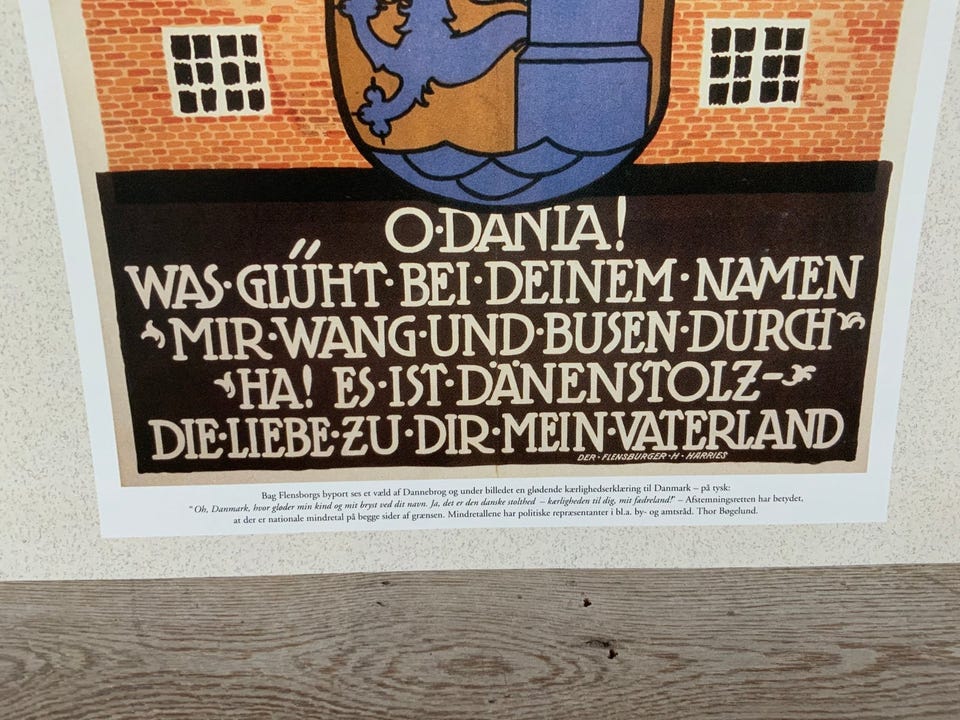 O·DANIA!
WAS·GLÜHT·BEI·DEINEM·NAMEN
MIR·WANG·UND·BUSEN·DURCH
HA! ES·IST·DÄNENSTOLZ-
DIE·LIEBE·ZU·DIR·MEIN·VATERLAND
DER·FLENSBURGER·H·HARRIES
Bag Flensborgs byport ses et væld af Dannebrog og under billedet en glødende kærlighedserklæring til Danmark – på tysk:
"Oh, Danmark, hvor gløder min kind og mit bryst ved dit navn. Ja, det er den danske stolthed – kærligheden til dig, mit fædreland!" – Afstemningsretten har betydet,
at der er nationale mindretal på begge sider af grænsen. Mindretallene har politiske repræsentanter i bl.a. by- og amtsråd. Thor Bøgelund.